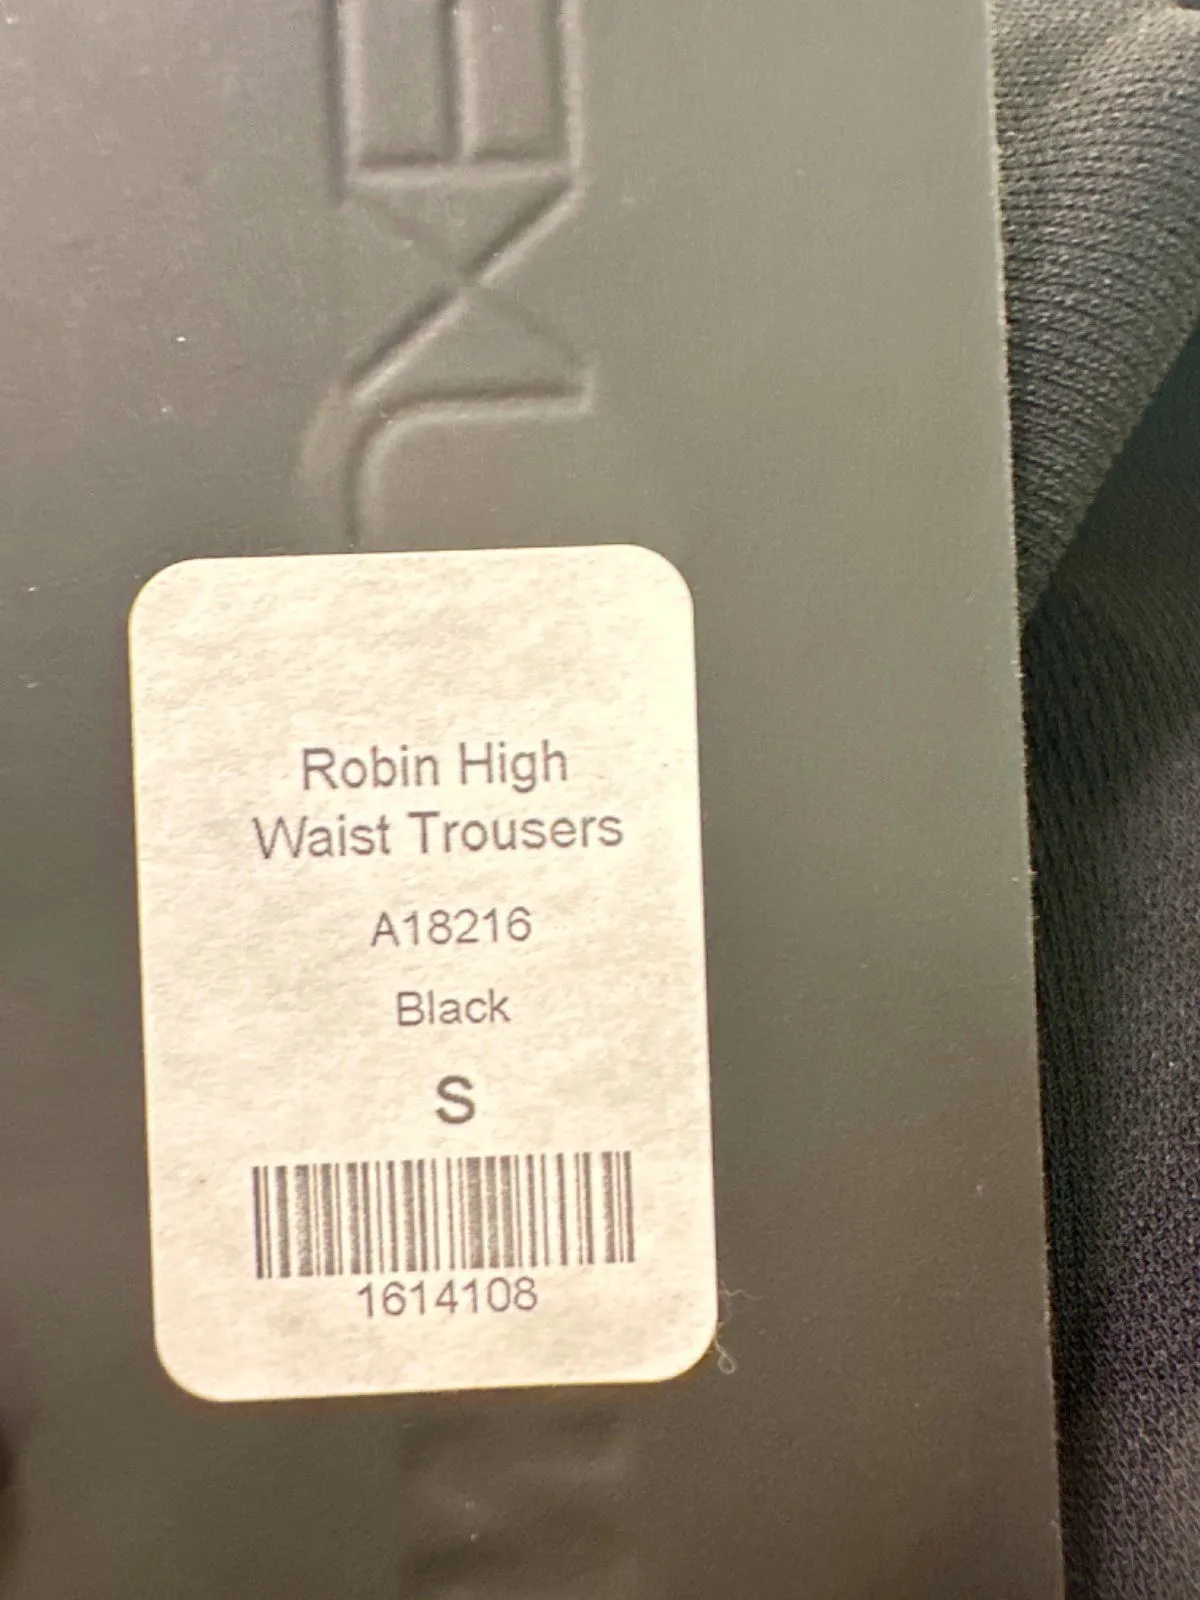 Robin High
Waist Trousers
A18216
Black
S
1614108